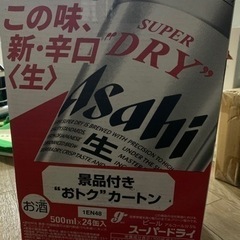 この味、
新・辛口
〈生〉
SUPER
"DRY"
Asahi
生
景品付き
"おトク"カートン
1EN48
お酒
500ml×24缶入
スーパードライ